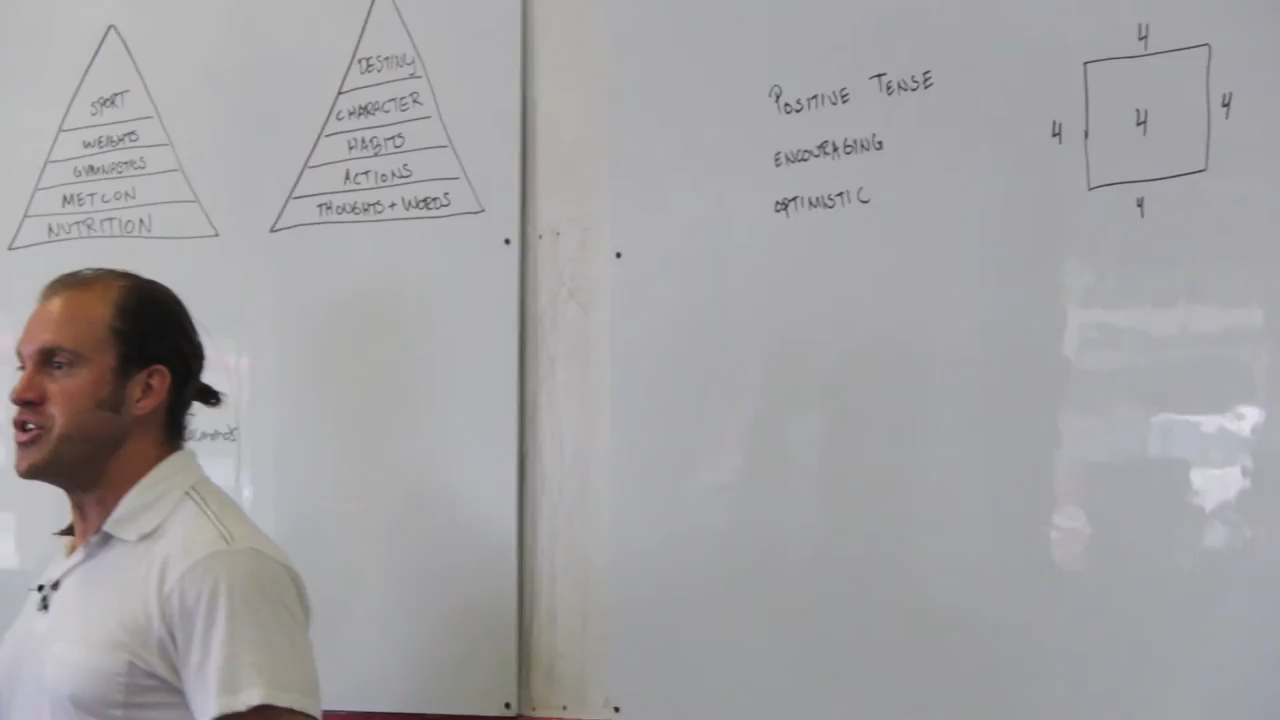 SPORT
WEIGHTS
GYMNASTICS
METCON
NUTRITION
DESTINY
CHARACTER
HABITS
ACTIONS
THOUGHTS + WORDS
POSITIVE TENSE
ENCOURAGING
OPTIMISTIC
4
4 4 4
4